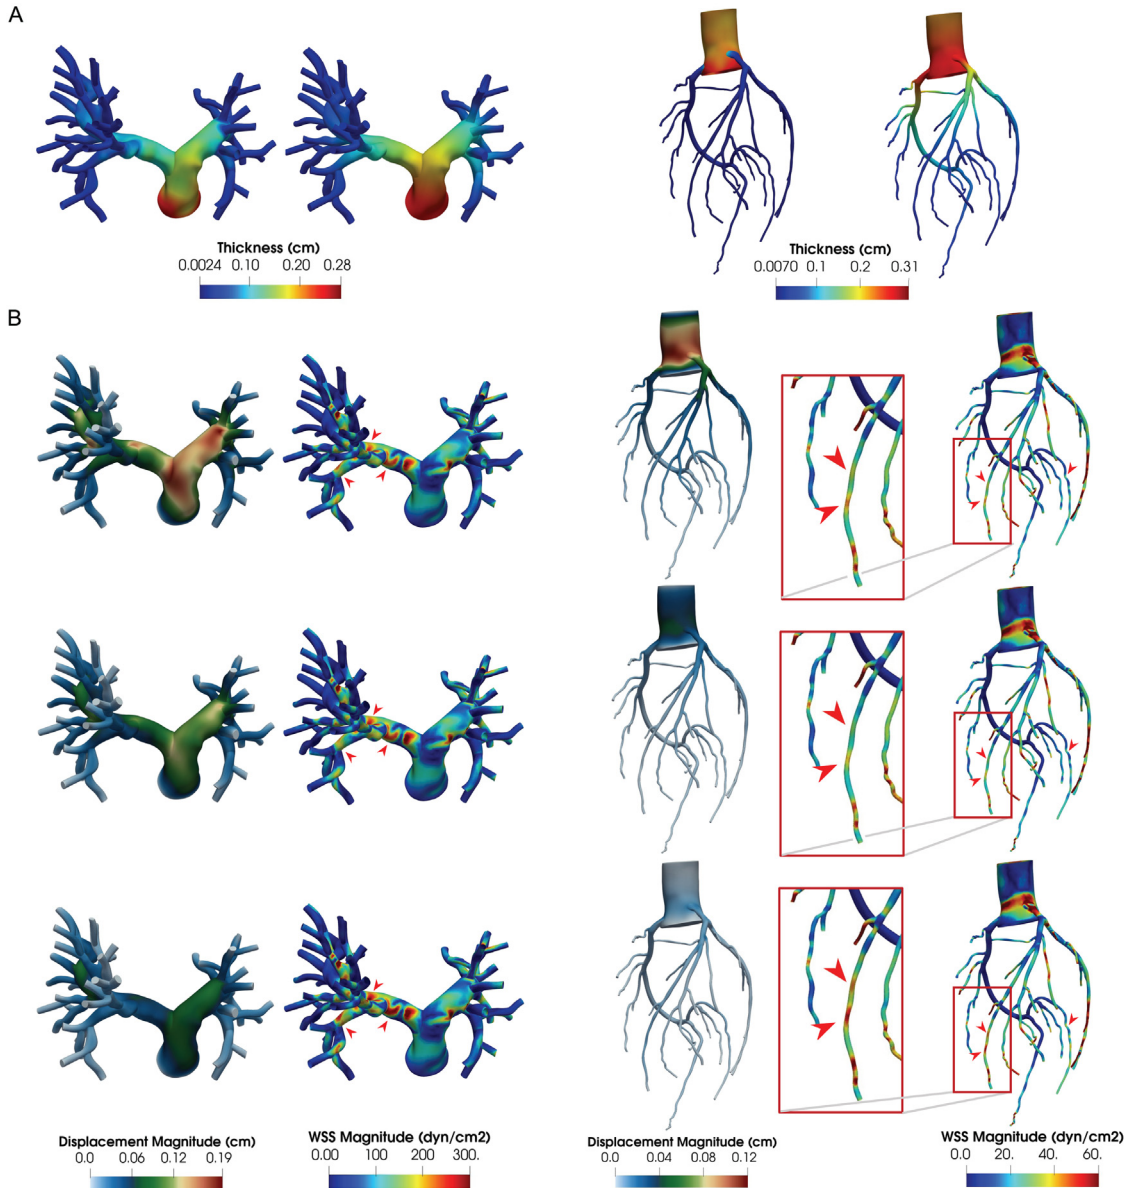 A
Thickness (cm)
0.0024 0.10 0.20 0.28
Thickness (cm)
0.0070 0.1 0.2 0.31
B
Displacement Magnitude (cm)
0.0 0.06 0.12 0.19
WSS Magnitude (dyn/cm2)
0.00 100 200 300.
Displacement Magnitude (cm)
0.0 0.04 0.08 0.12
WSS Magnitude (dyn/cm2)
0.0 20. 40. 60.